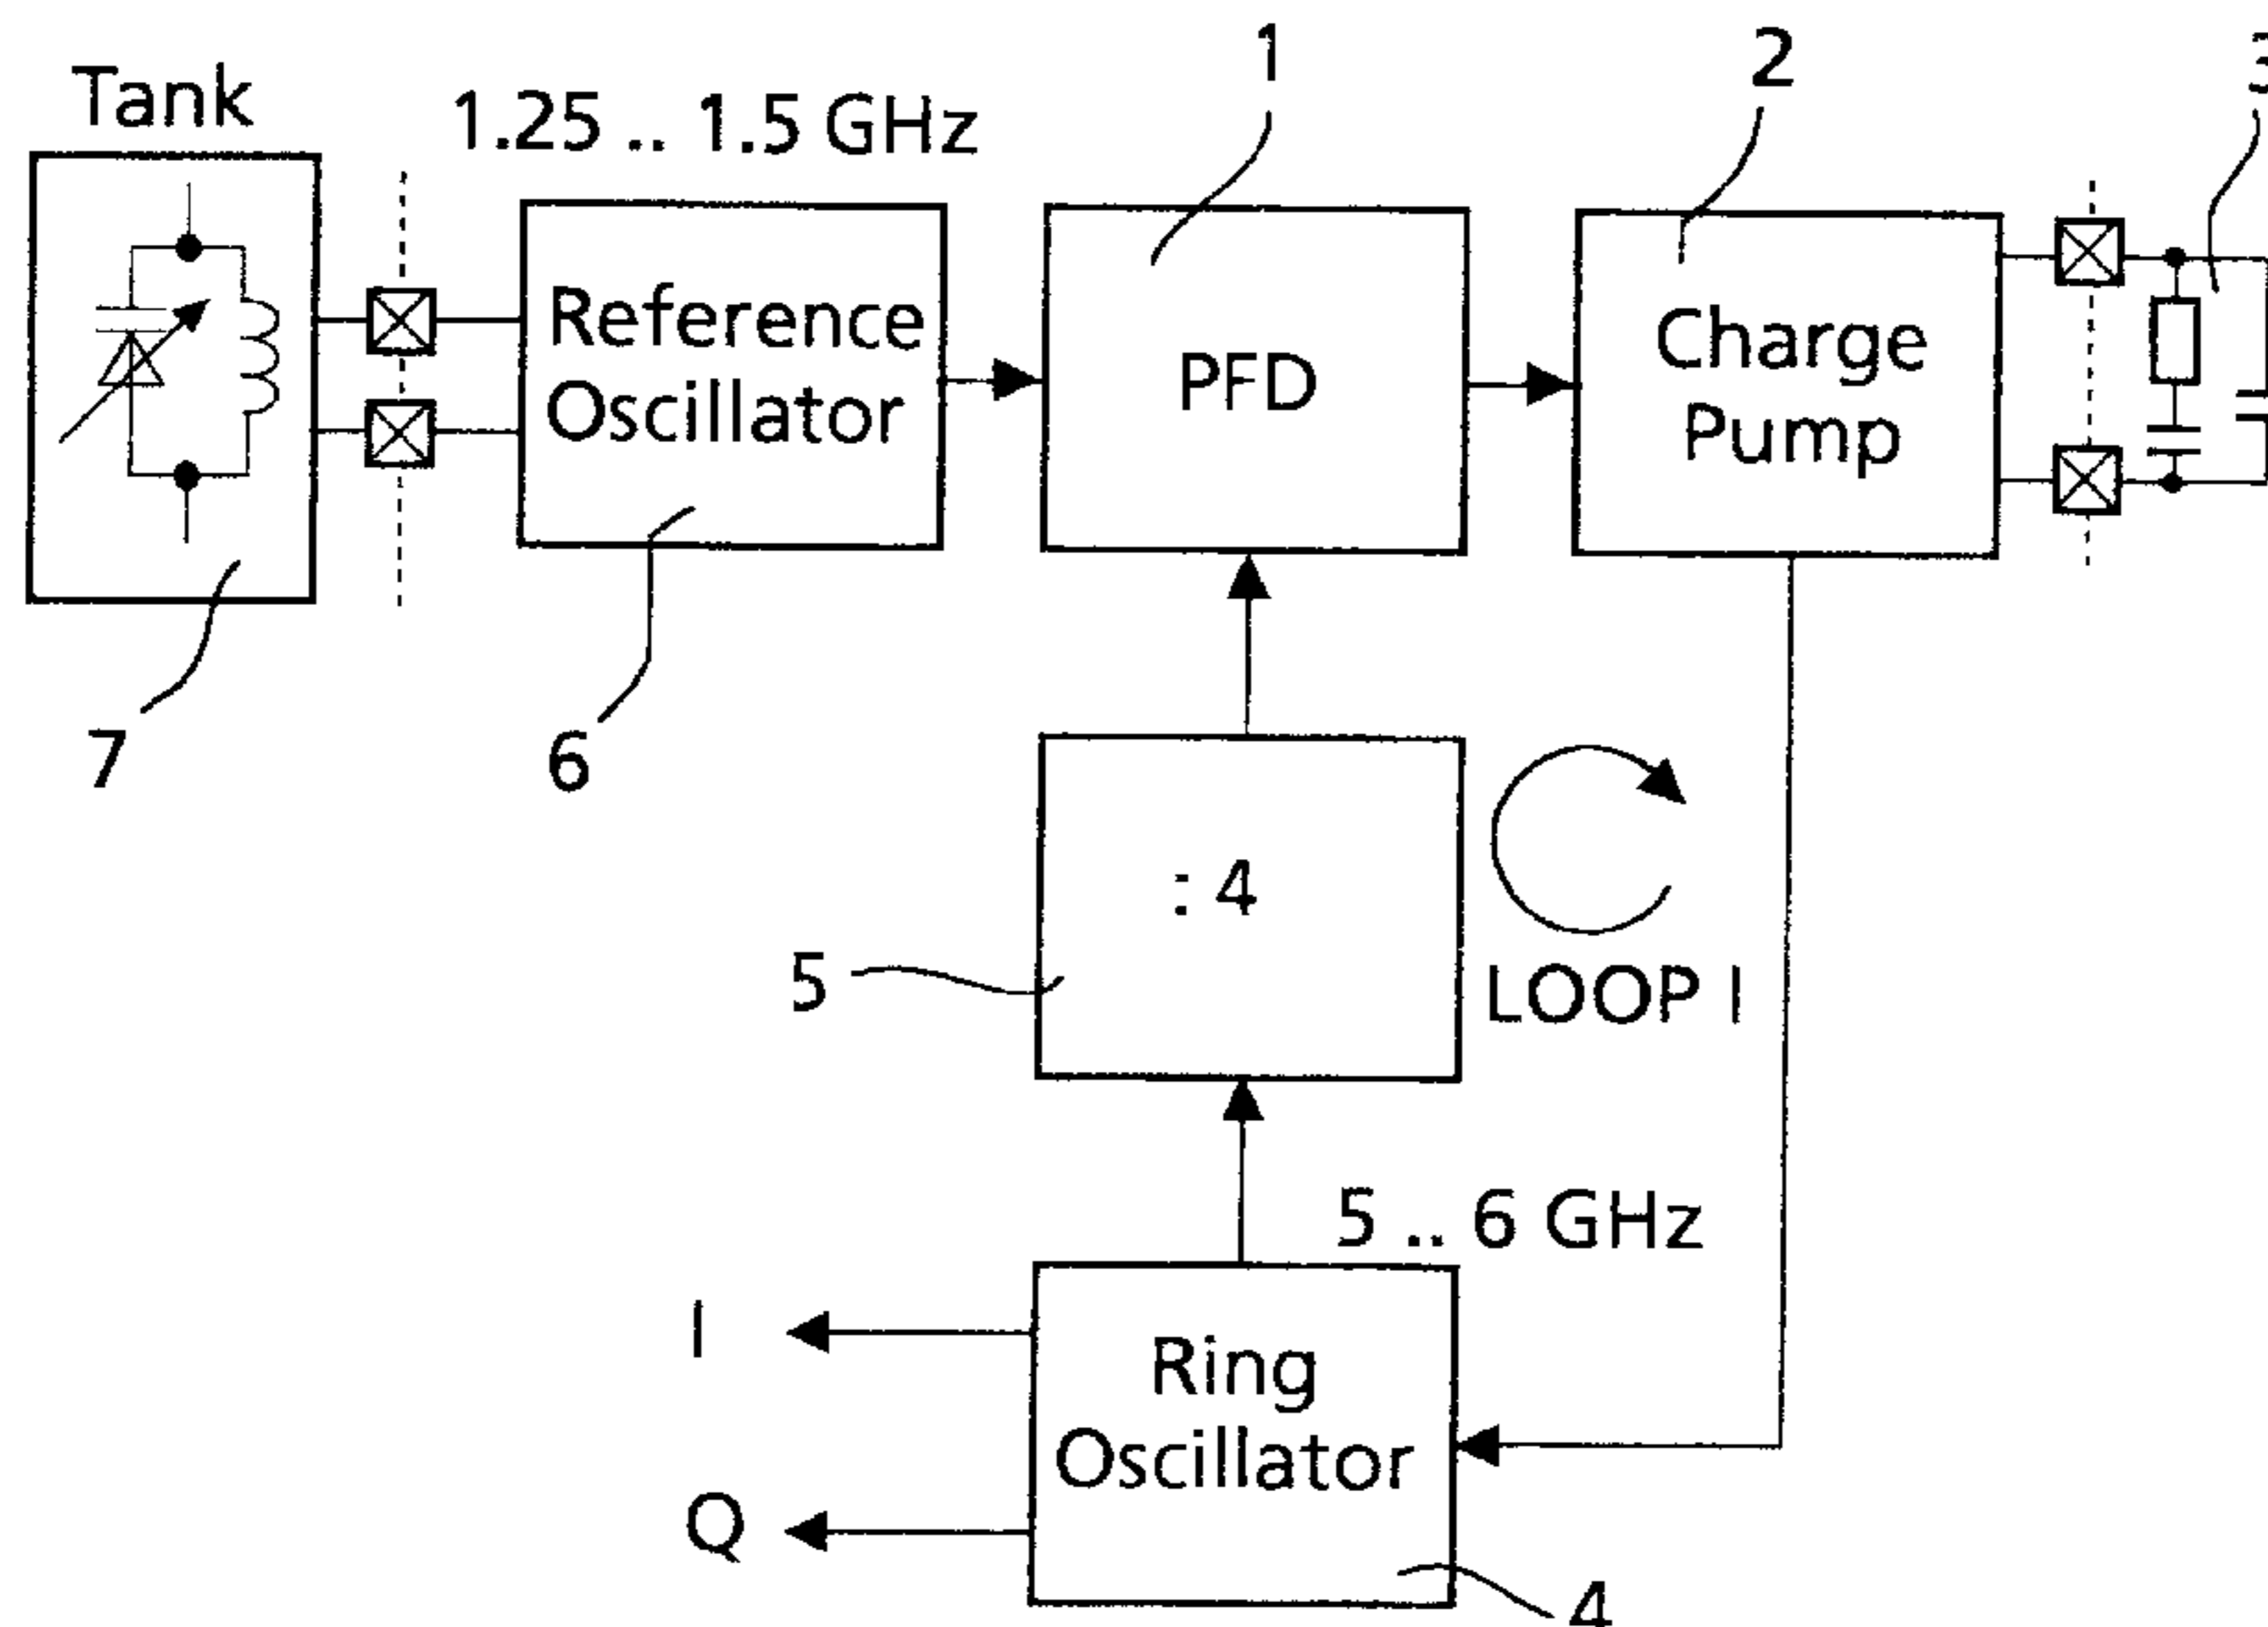 1
2
3
Tank
1.25 .. 1.5 GHz
Reference
Oscillator
PFD
Charge
Pump
7
6
: 4
5
LOOP I
5 .. 6 GHz
I
Ring
Oscillator
Q
4